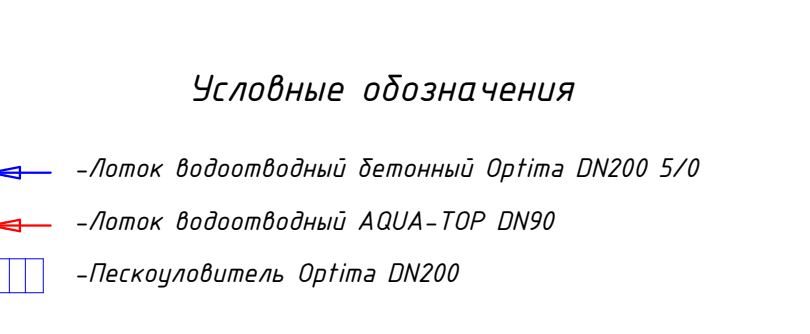 Условные обозначения
-Лоток водоотводный бетонный Optima DN200 5/0
-Лоток водоотводный AQUA-TOP DN90
-Пескоуловитель Optima DN200